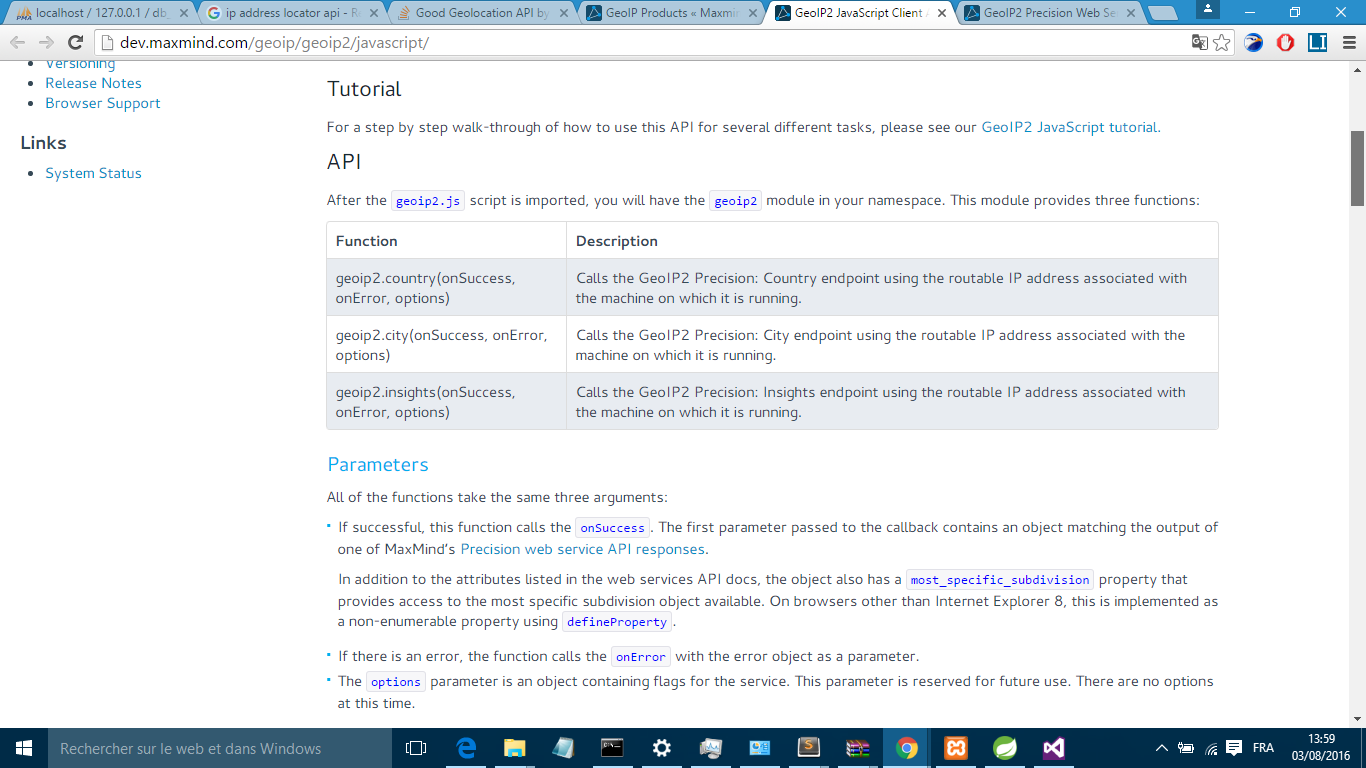 localhost / 127.0.0.1 / db_
ip address locator api - R
Good Geolocation API by
GeoIP Products « Maxmi
GeoIP2 JavaScript Client A
GeoIP2 Precision Web Se
dev.maxmind.com/geoip/geoip2/javascript/
Versioning
Release Notes
Browser Support
Links
System Status
Tutorial
For a step by step walk-through of how to use this API for several different tasks, please see our GeoIP2 JavaScript tutorial.
API
After the geoip2.js script is imported, you will have the geoip2 module in your namespace. This module provides three functions:
Function Description
geoip2.country(onSuccess,
onError, options)
Calls the GeoIP2 Precision: Country endpoint using the routable IP address associated with
the machine on which it is running.
geoip2.city(onSuccess, onError,
options)
Calls the GeoIP2 Precision: City endpoint using the routable IP address associated with the
machine on which it is running.
geoip2.insights(onSuccess,
onError, options)
Calls the GeoIP2 Precision: Insights endpoint using the routable IP address associated with
the machine on which it is running.
Parameters
All of the functions take the same three arguments:
If successful, this function calls the onSuccess. The first parameter passed to the callback contains an object matching the output of
one of MaxMind's Precision web service API responses.
In addition to the attributes listed in the web services API docs, the object also has a most_specific_subdivision property that
provides access to the most specific subdivision object available. On browsers other than Internet Explorer 8, this is implemented as
a non-enumerable property using defineProperty.
If there is an error, the function calls the onError with the error object as a parameter.
The options parameter is an object containing flags for the service. This parameter is reserved for future use. There are no options
at this time.
Rechercher sur le web et dans Windows
FRA
13:59
03/08/2016